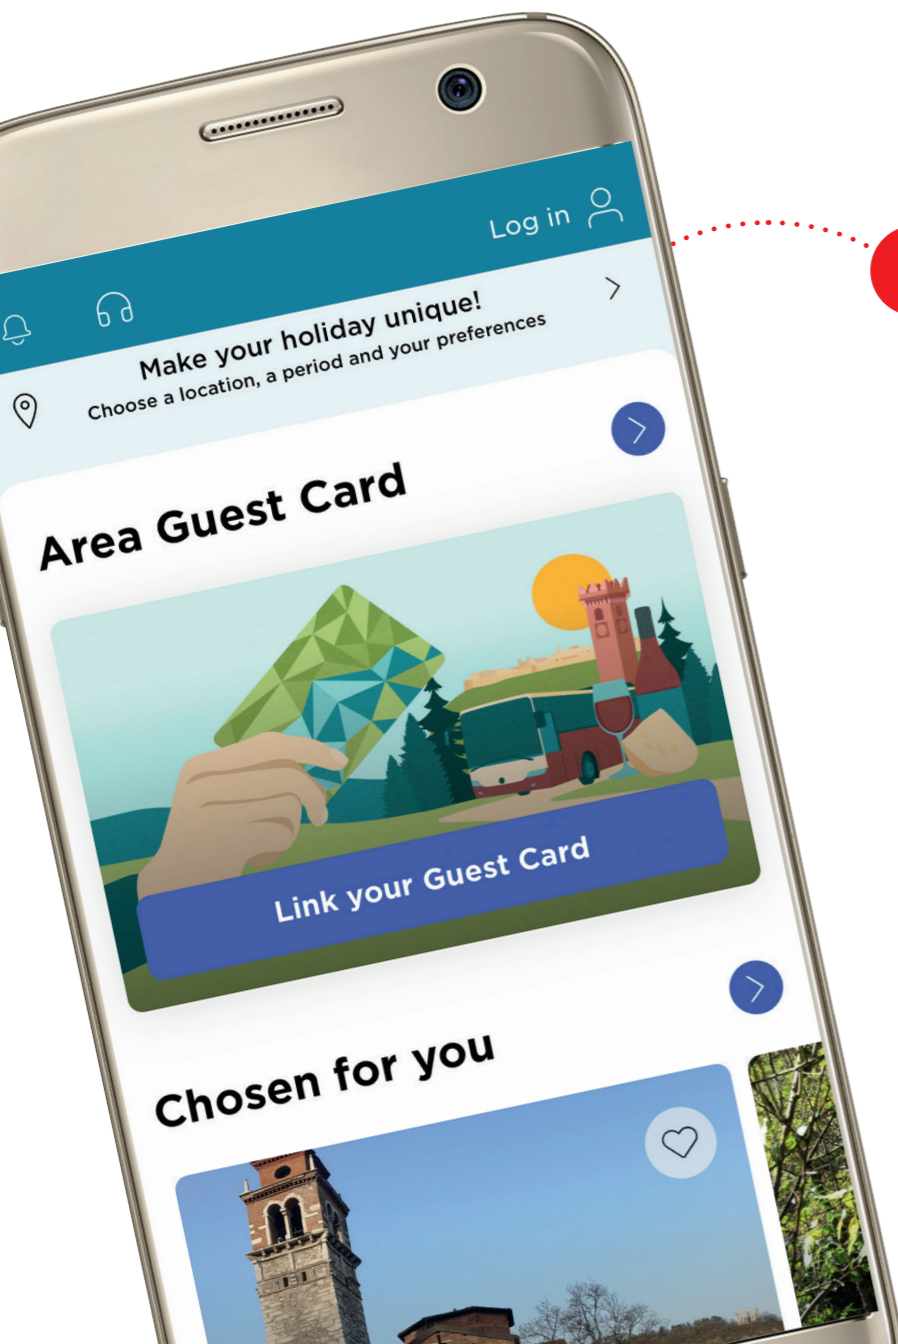 Log in
Make your holiday unique!
Choose a location, a period and your preferences
Area Guest Card
Link your Guest Card
Chosen for you